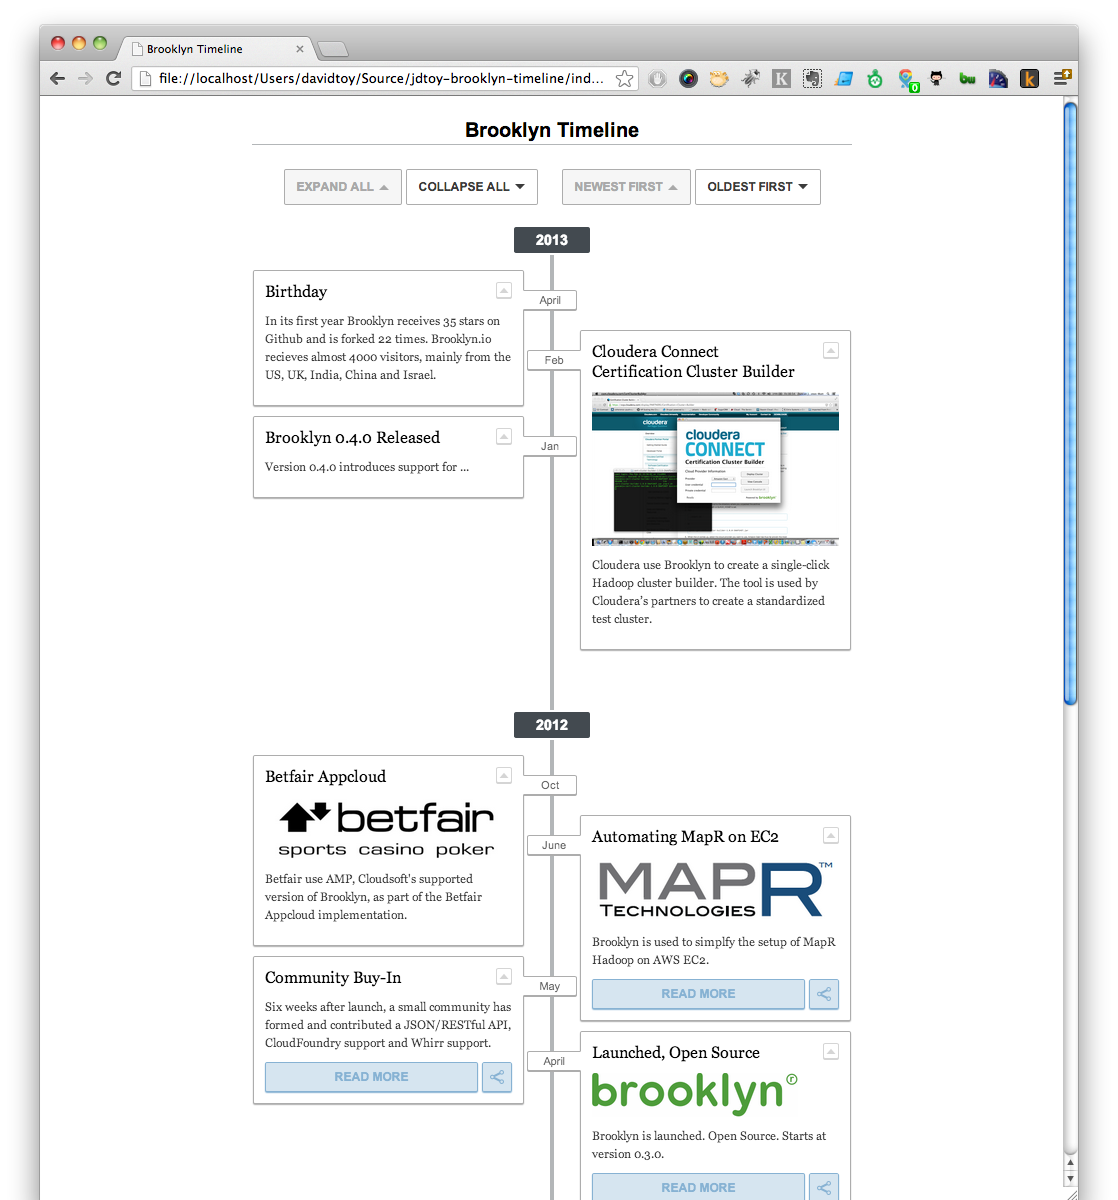 Brooklyn Timeline
file://localhost/Users/davidtoy/Source/jdtoy-brooklyn-timeline/ind...
0
Brooklyn Timeline
EXPAND ALL
COLLAPSE ALL
NEWEST FIRST
OLDEST FIRST
2013
Birthday
In its first year Brooklyn receives 35 stars on
Github and is forked 22 times. Brooklyn.io
recieves almost 4000 visitors, mainly from the
US, UK, India, China and Israel.
April
Feb
Cloudera Connect
Certification Cluster Builder
cloudera
cloudera
CONNECT
Certification Cluster Builder
Cloud Provider Information
brooklyn
Cloudera use Brooklyn to create a single-click
Hadoop cluster builder. The tool is used by
Cloudera's partners to create a standardized
test cluster.
Brooklyn 0.4.0 Released
Version 0.4.0 introduces support for ...
Jan
2012
Betfair Appcloud
betfair
sports casino poker
Betfair use AMP, Cloudsoft's supported
version of Brooklyn, as part of the Betfair
Appcloud implementation.
Oct
June
Automating MapR on EC2
MAPR™
TECHNOLOGIES
Brooklyn is used to simplfy the setup of MapR
Hadoop on AWS EC2.
READ MORE
Community Buy-In
Six weeks after launch, a small community has
formed and contributed a JSON/RESTful API,
CloudFoundry support and Whirr support.
READ MORE
May
April
Launched, Open Source
brooklyn®
Brooklyn is launched. Open Source. Starts at
version 0.3.0.
READ MORE